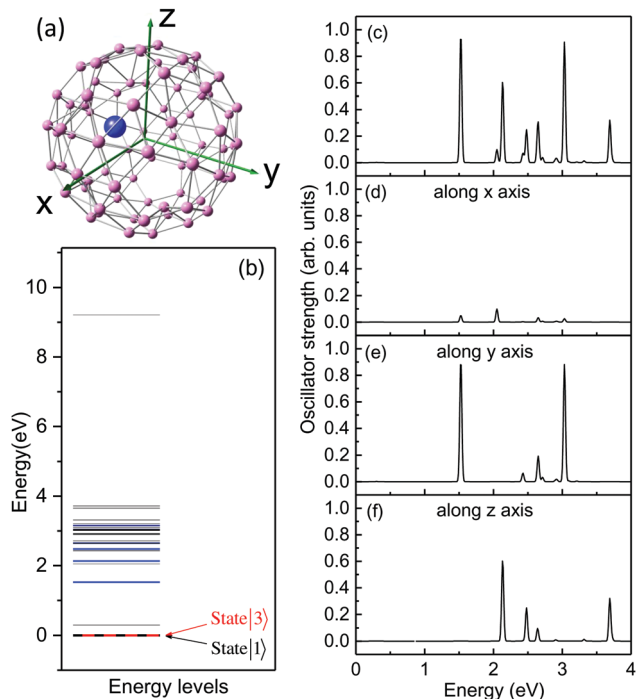 (a)
z
y
x
(b)
10
8
6
4
2
0
Energy(eV)
State|3⟩
State|1⟩
Energy levels
Oscillator strength (arb. units)
(c)
1.0
0.8
0.6
0.4
0.2
0.0
(d)
along x axis
1.0
0.8
0.6
0.4
0.2
0.0
(e)
along y axis
1.0
0.8
0.6
0.4
0.2
0.0
(f)
along z axis
1.0
0.8
0.6
0.4
0.2
0.0
0 1 2 3 4
Energy (eV)